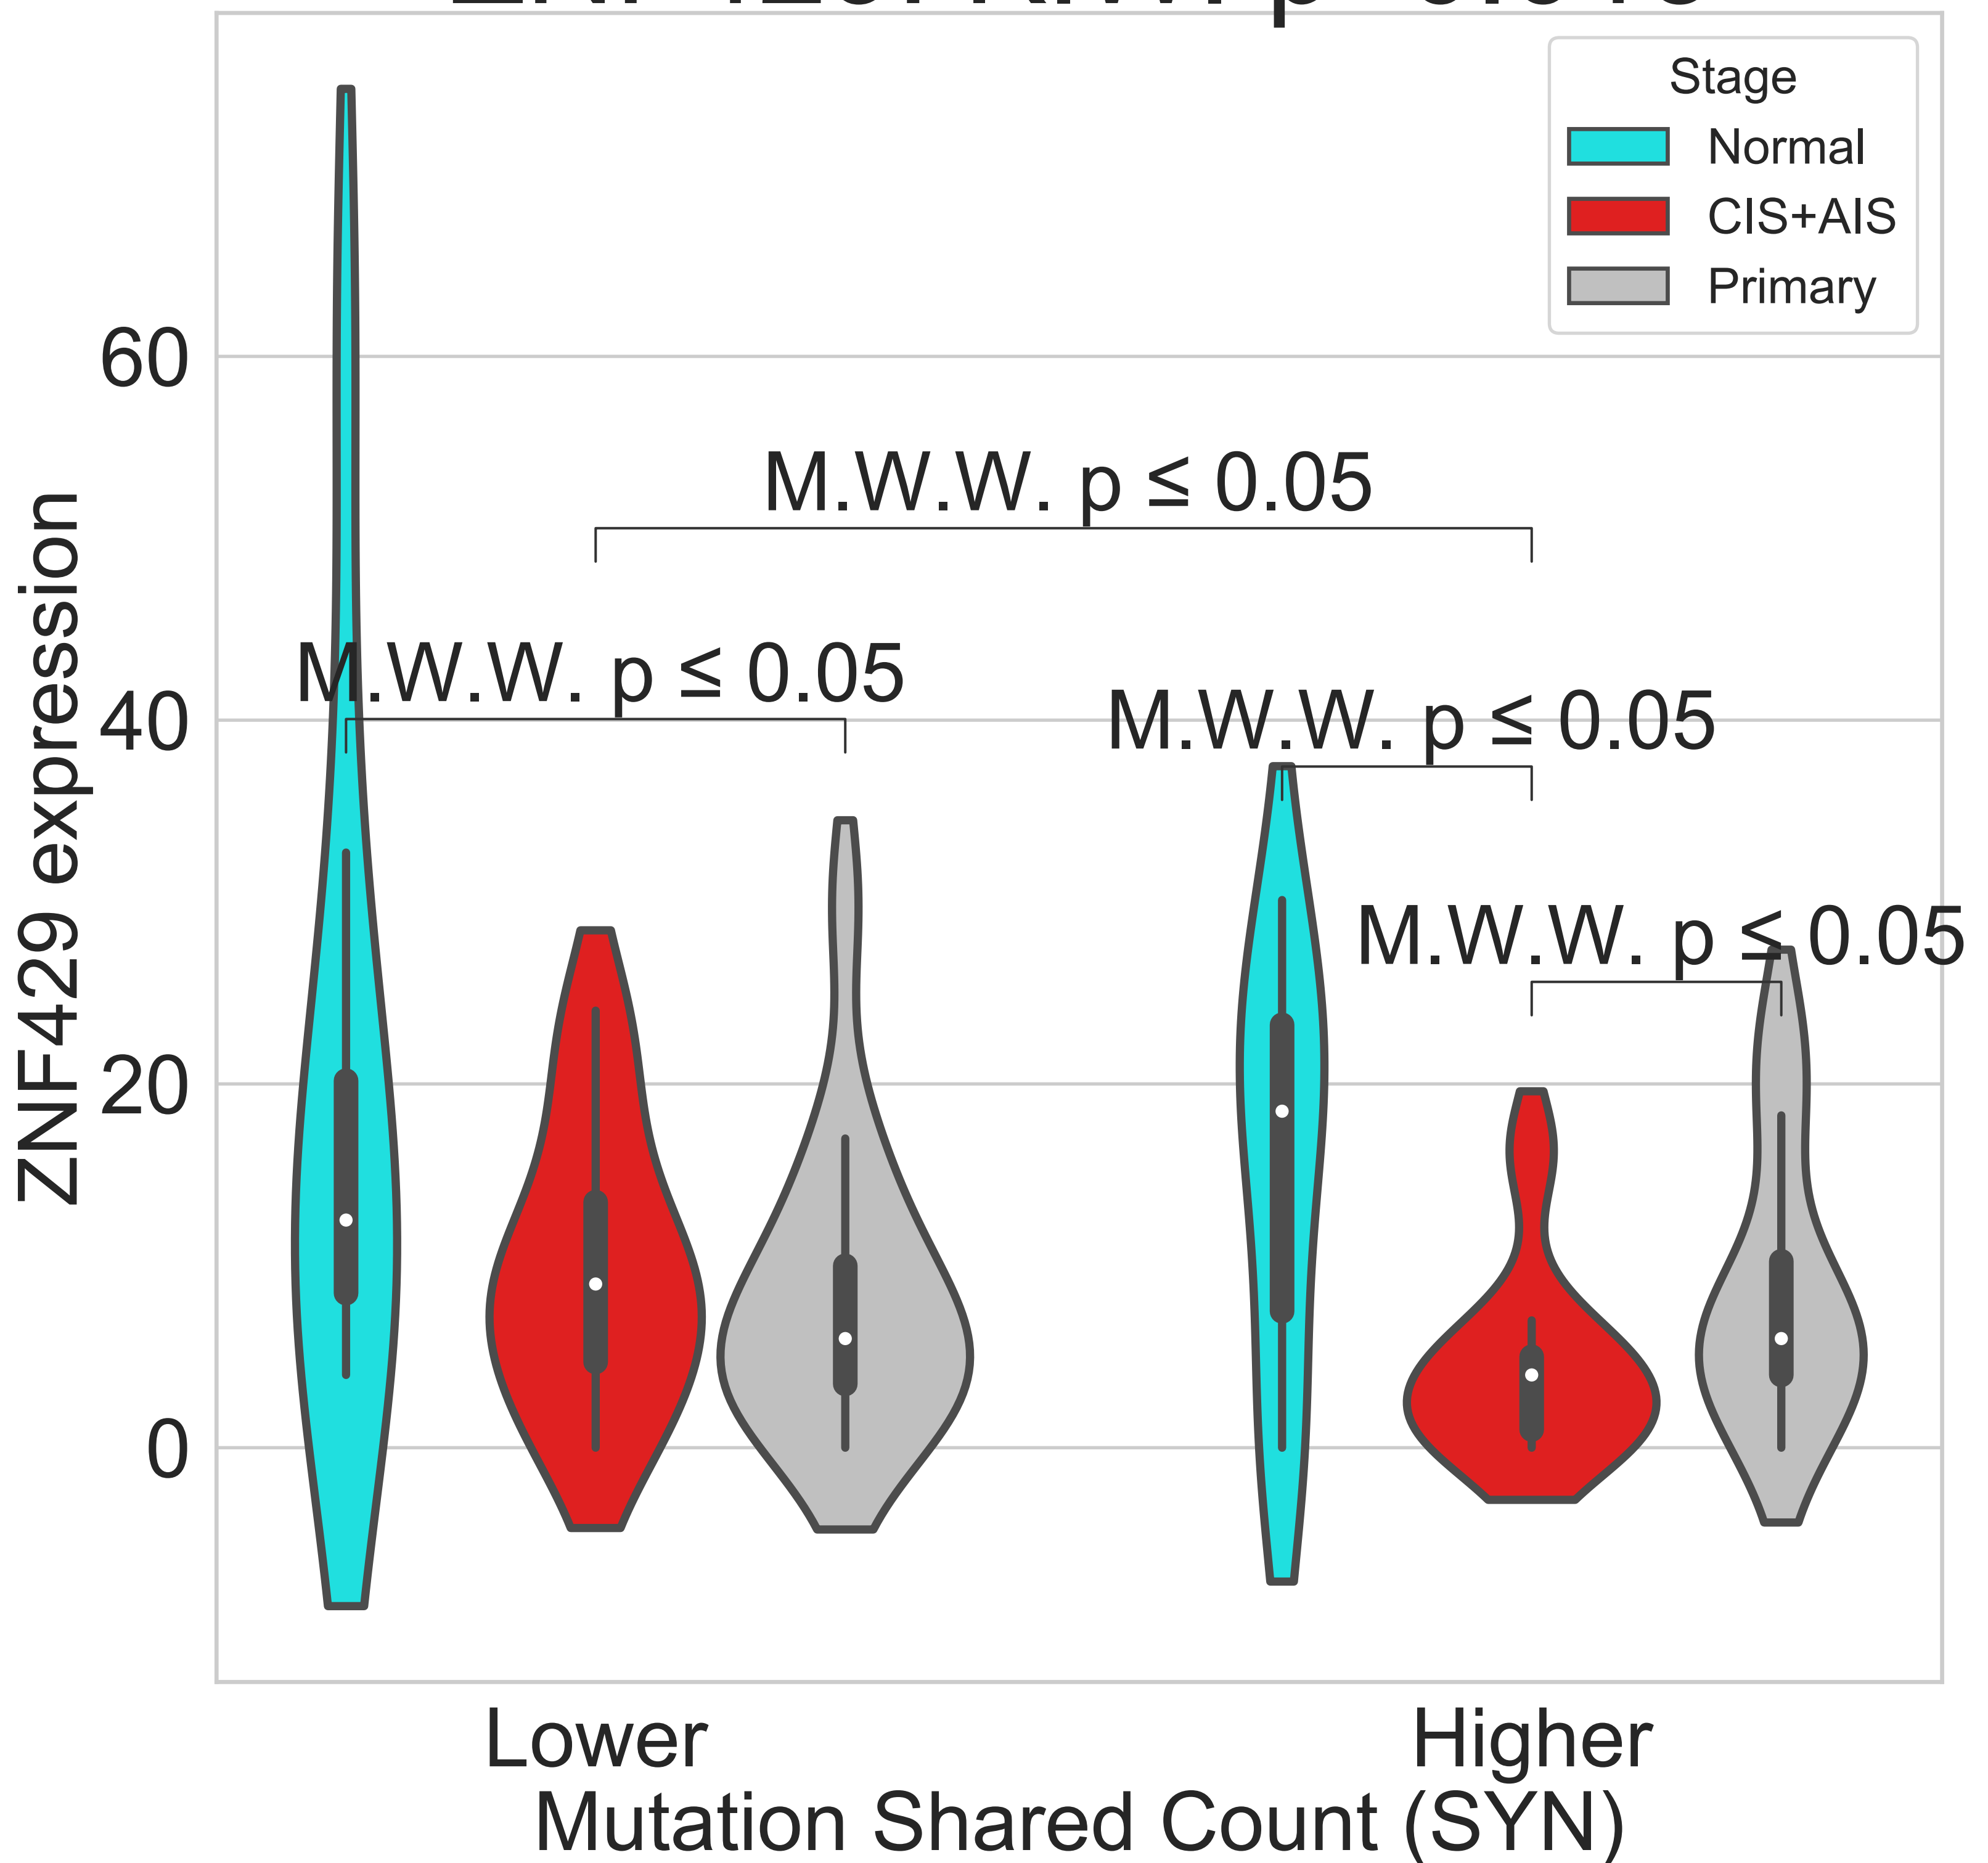 Stage
Normal
CIS+AIS
Primary
60
40
20
0
ZNF429 expression
M.W.W. p ≤ 0.05
M.W.W. p ≤ 0.05
M.W.W. p ≤ 0.05
M.W.W. p ≤ 0.05
Lower
Higher
Mutation Shared Count (SYN)